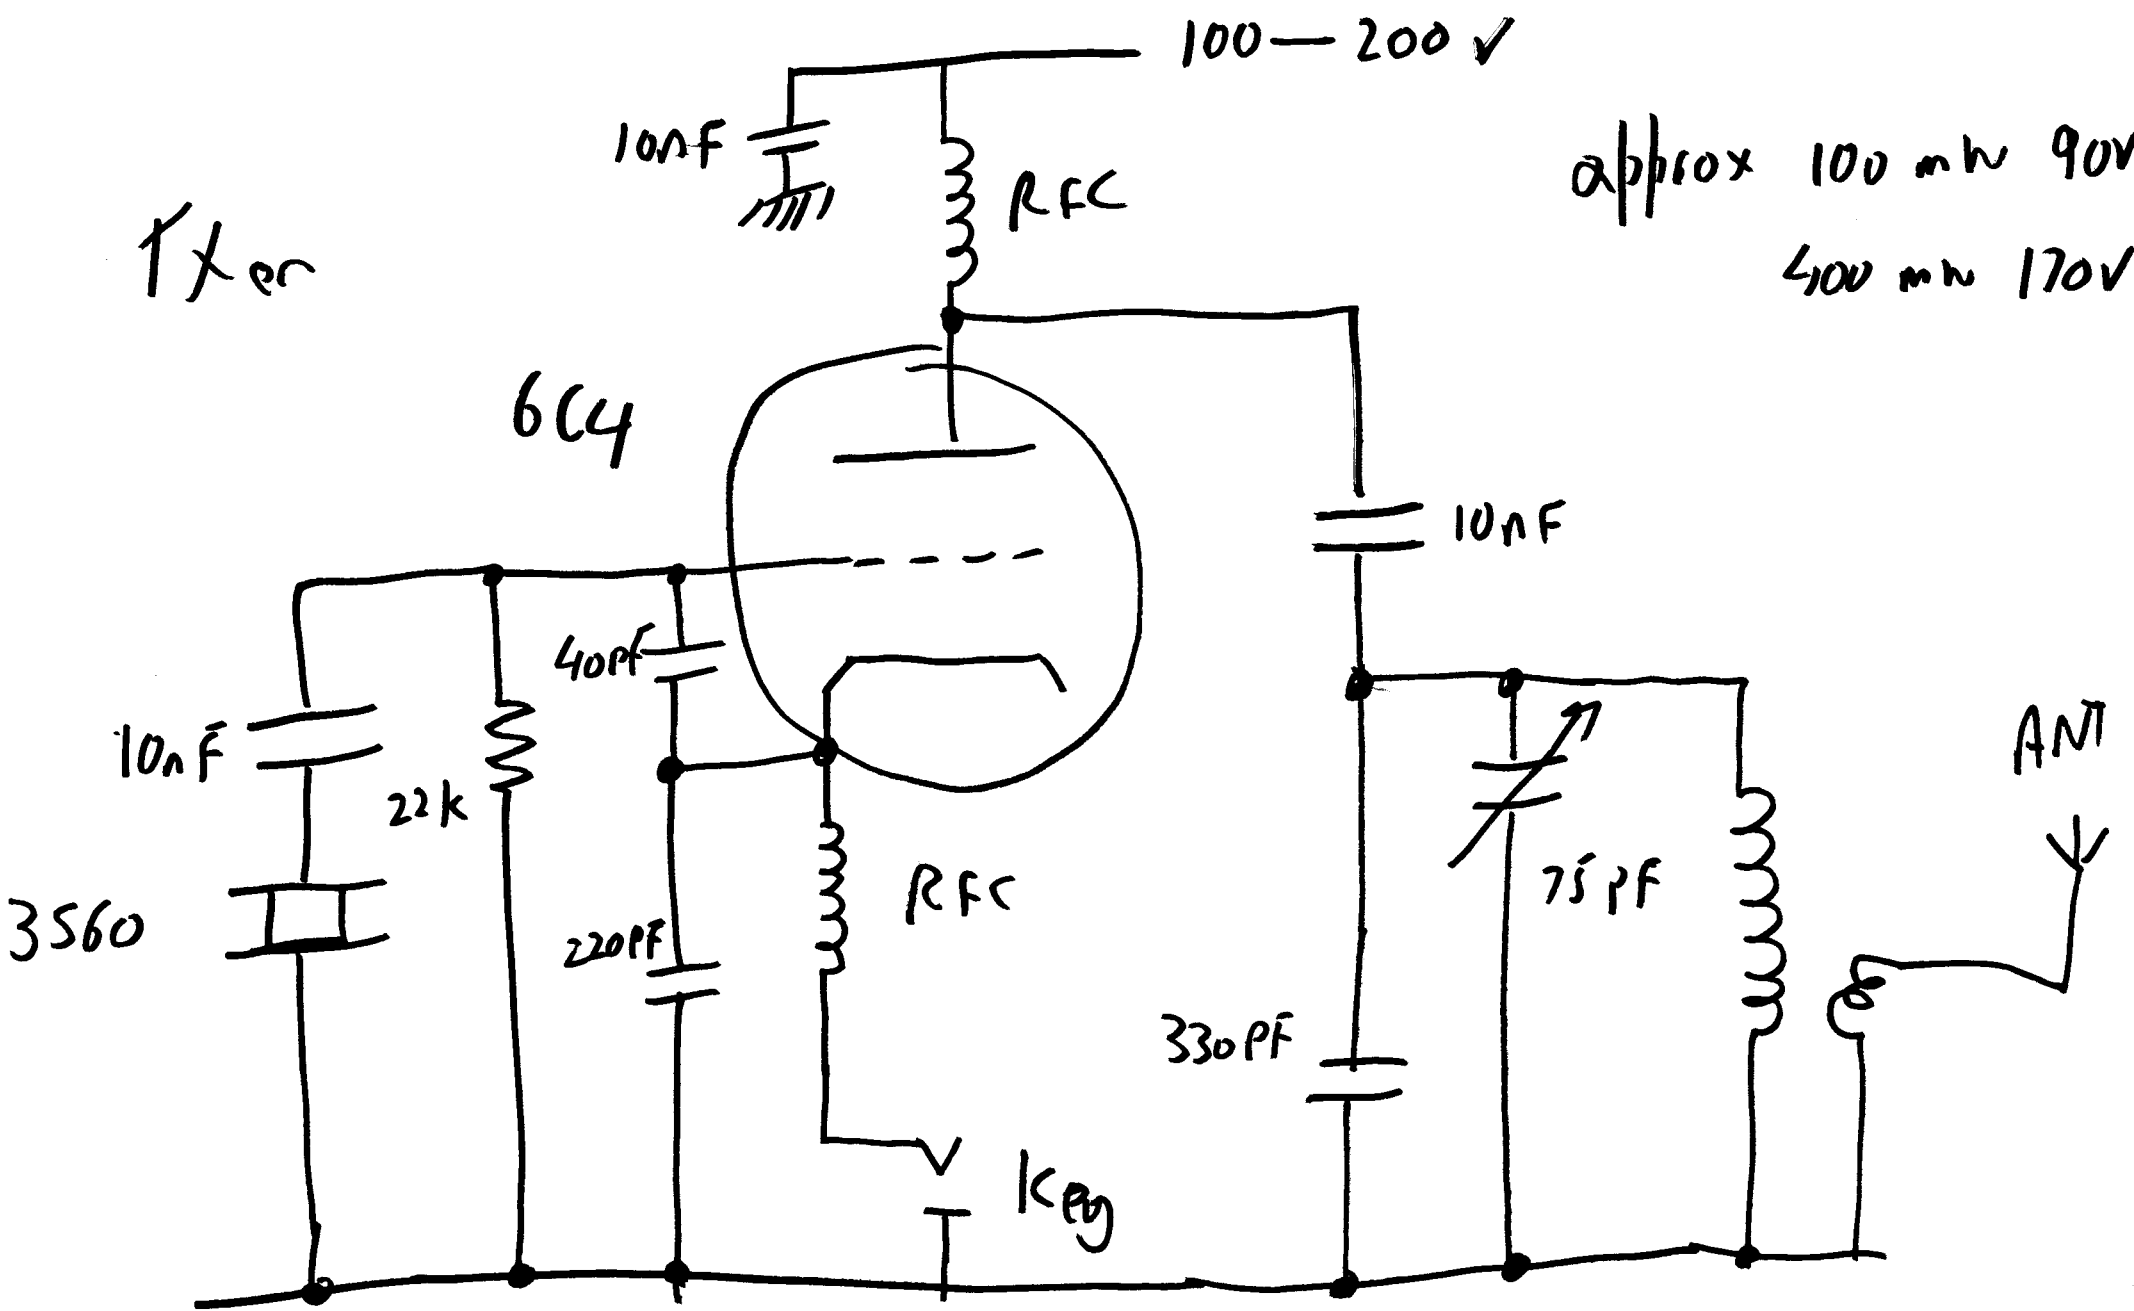 100 — 200 V
10nF
RFC
approx 100 mw 90V
400 mw 170V
TXer
6C4
10nF
40pF
10nF
22k
ANT
75pF
3560
RFC
220PF
330PF
Key